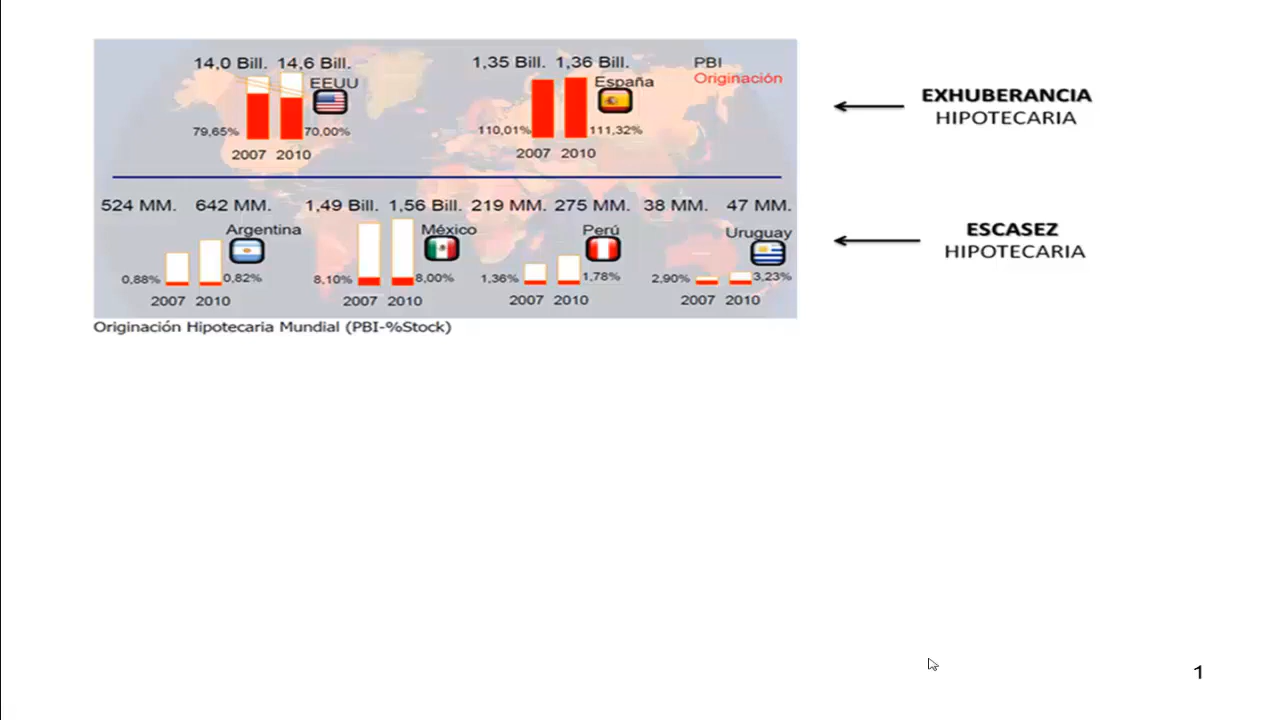 14,0 Bill. 14,6 Bill.
EEUU
79,65% 70,00%
2007 2010
1,35 Bill. 1,36 Bill.
España
110,01% 111,32%
2007 2010
PBI
Originación
EXHUBERANCIA
HIPOTECARIA
524 MM. 642 MM.
Argentina
0,88% 0,82%
2007 2010
1,49 Bill. 1,56 Bill.
México
8,10% 8,00%
2007 2010
219 MM. 275 MM.
Perú
1,36% 1,78%
2007 2010
38 MM. 47 MM.
Uruguay
2,90% 3,23%
2007 2010
ESCASEZ
HIPOTECARIA
Originación Hipotecaria Mundial (PBI-%Stock)
1